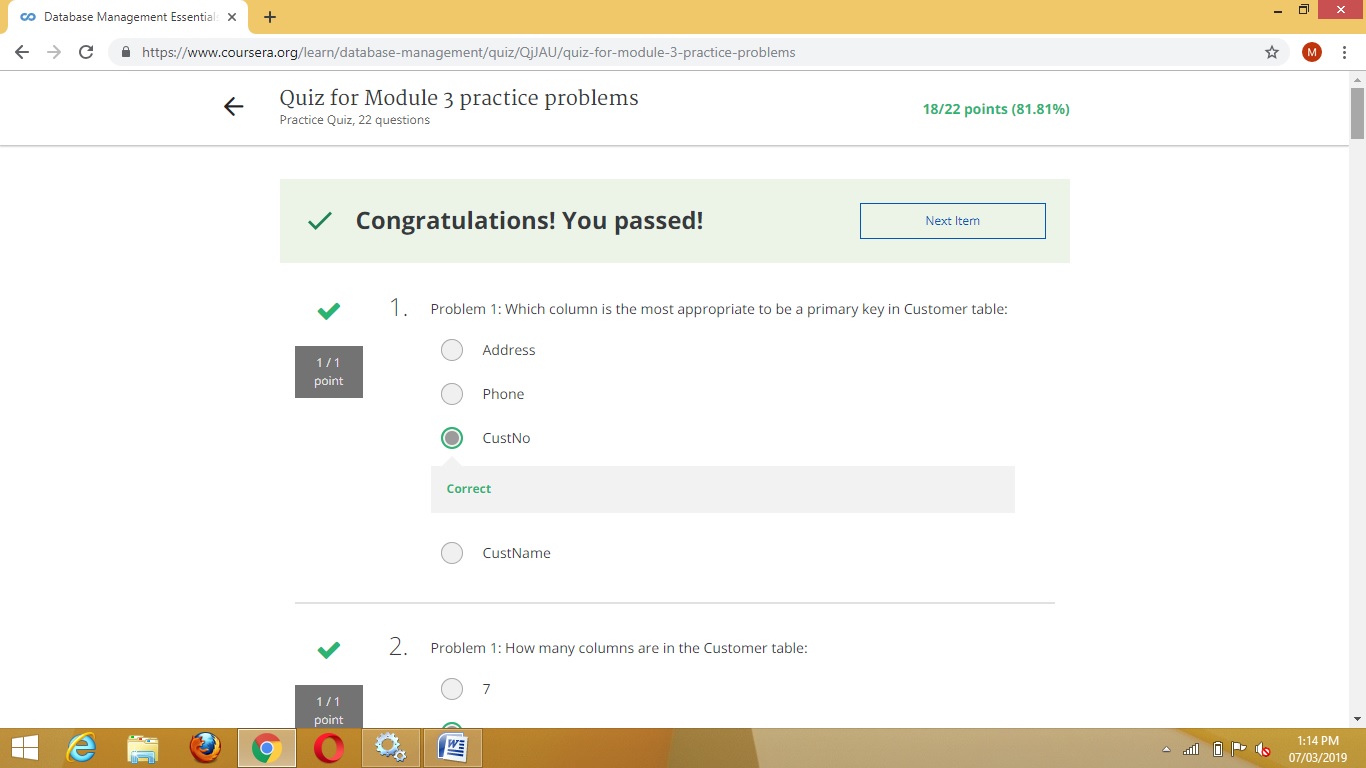 Database Management Essentials
https://www.coursera.org/learn/database-management/quiz/QjJAU/quiz-for-module-3-practice-problems
M
Quiz for Module 3 practice problems
Practice Quiz, 22 questions
18/22 points (81.81%)
Congratulations! You passed!
Next Item
1.
Problem 1: Which column is the most appropriate to be a primary key in Customer table:
1 / 1
point
Address
Phone
CustNo
Correct
CustName
2.
Problem 1: How many columns are in the Customer table:
1 / 1
point
7
1:14 PM
07/03/2019